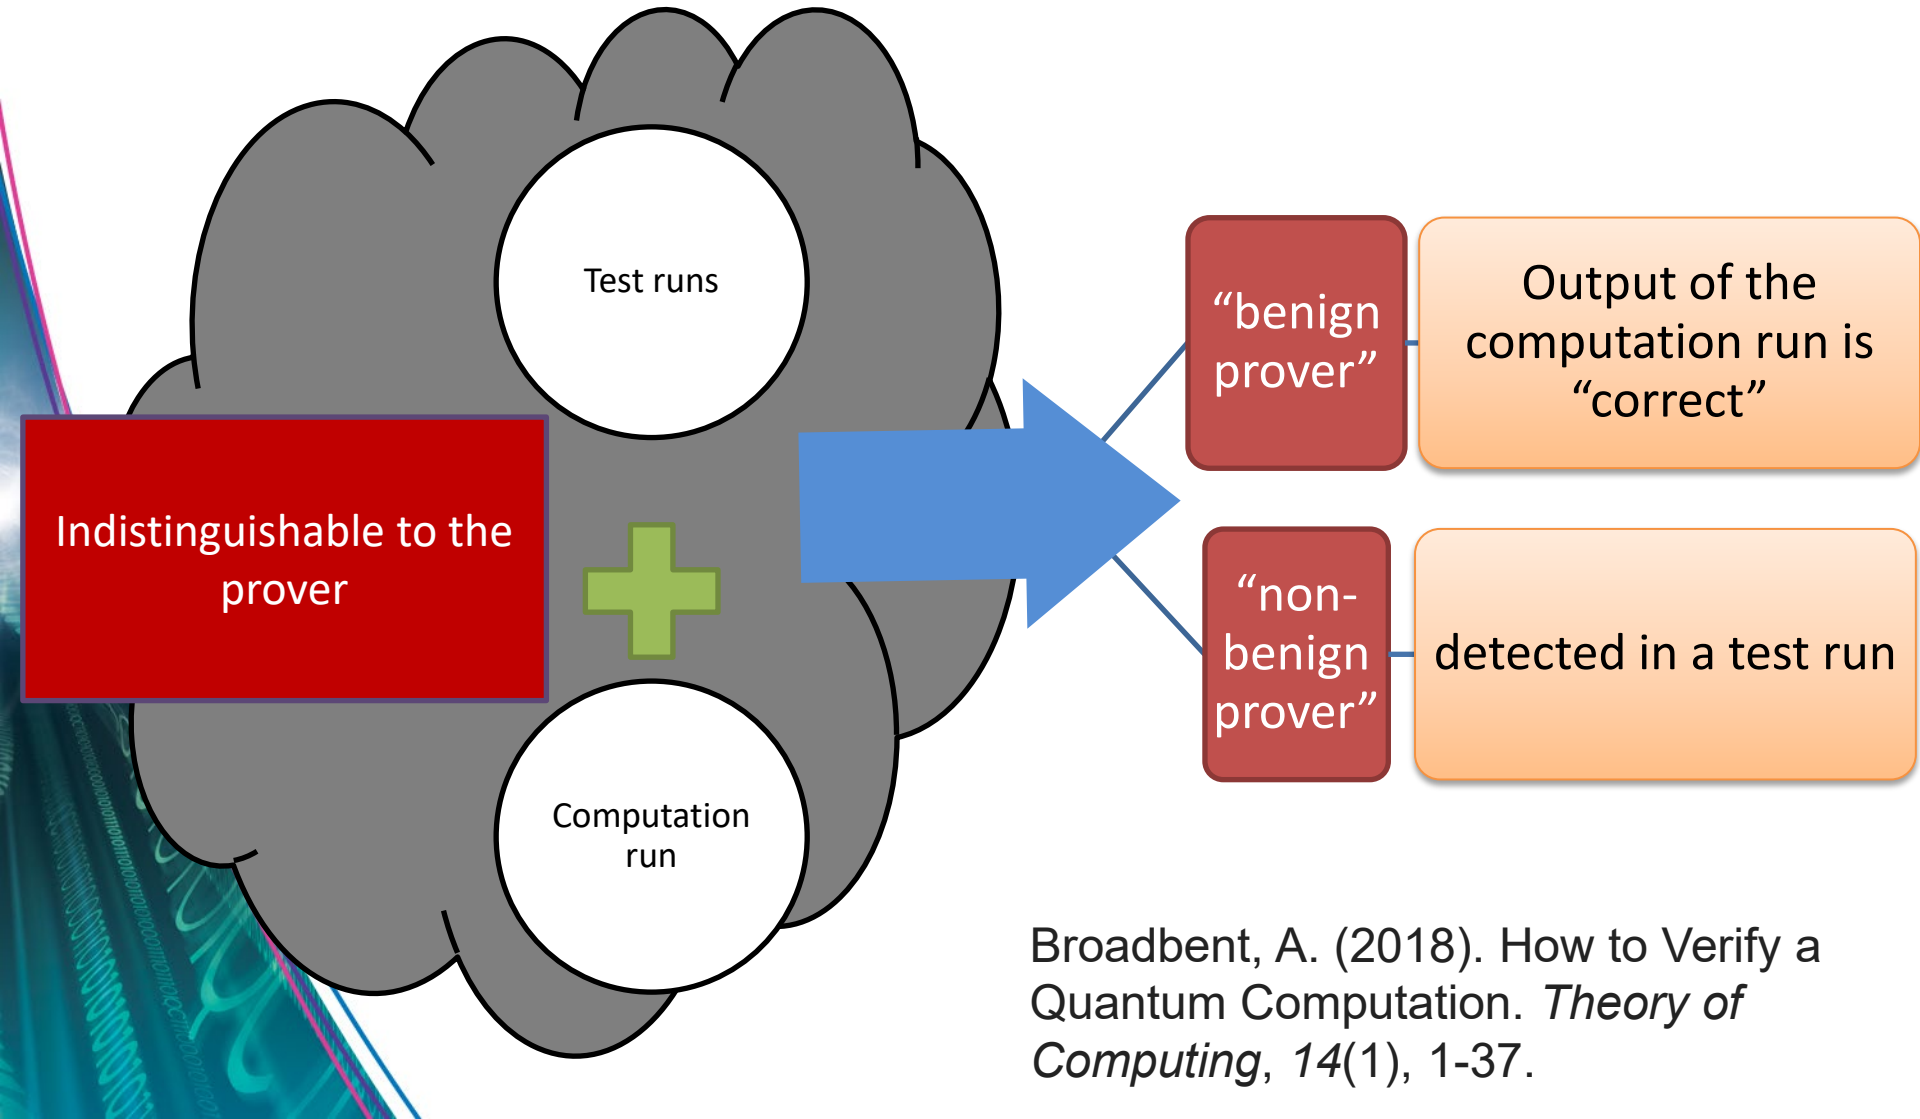 Test runs
Indistinguishable to the
prover
Computation
run
“benign
prover”
Output of the
computation run is
“correct”
“non-
benign
prover”
detected in a test run
Broadbent, A. (2018). How to Verify a
Quantum Computation. Theory of
Computing, 14(1), 1-37.